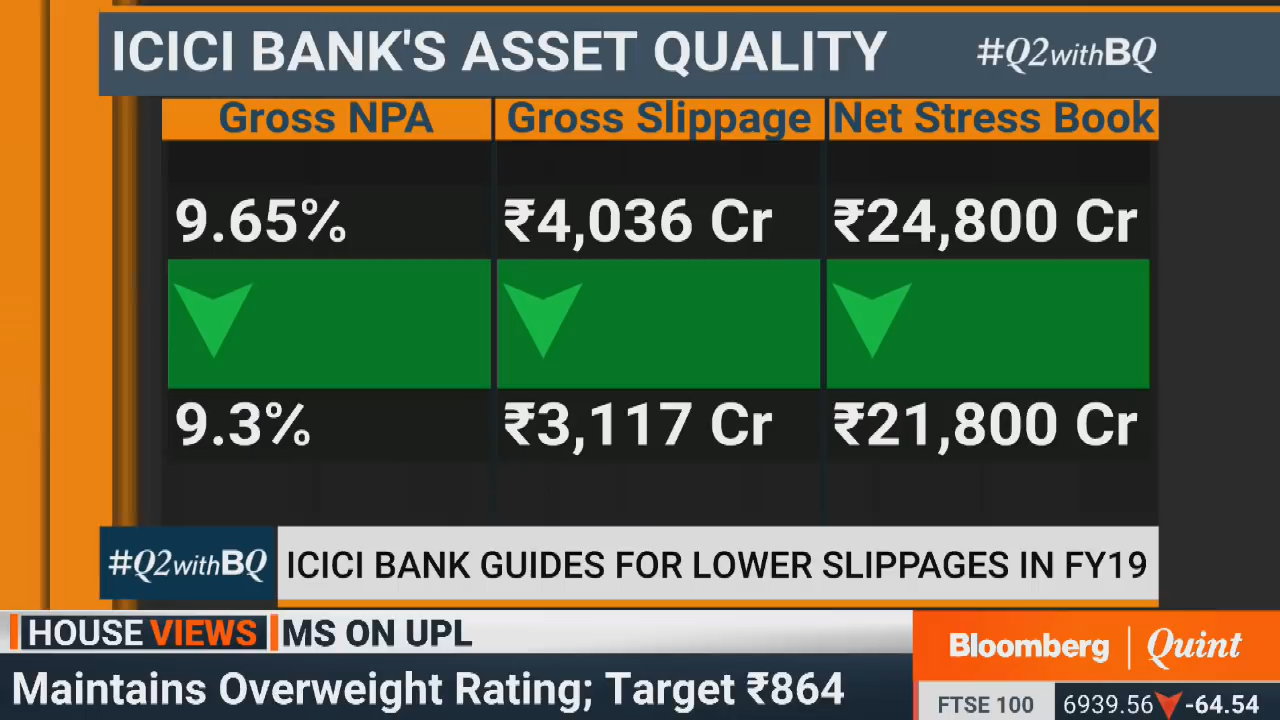 ICICI BANK'S ASSET QUALITY
#Q2withBQ
Gross NPA Gross Slippage Net Stress Book
9.65% ₹4,036 Cr ₹24,800 Cr
9.3% ₹3,117 Cr ₹21,800 Cr
#Q2withBQ ICICI BANK GUIDES FOR LOWER SLIPPAGES IN FY19
HOUSE VIEWS MS ON UPL
Maintains Overweight Rating; Target ₹864
Bloomberg | Quint
FTSE 100 6939.56 -64.54